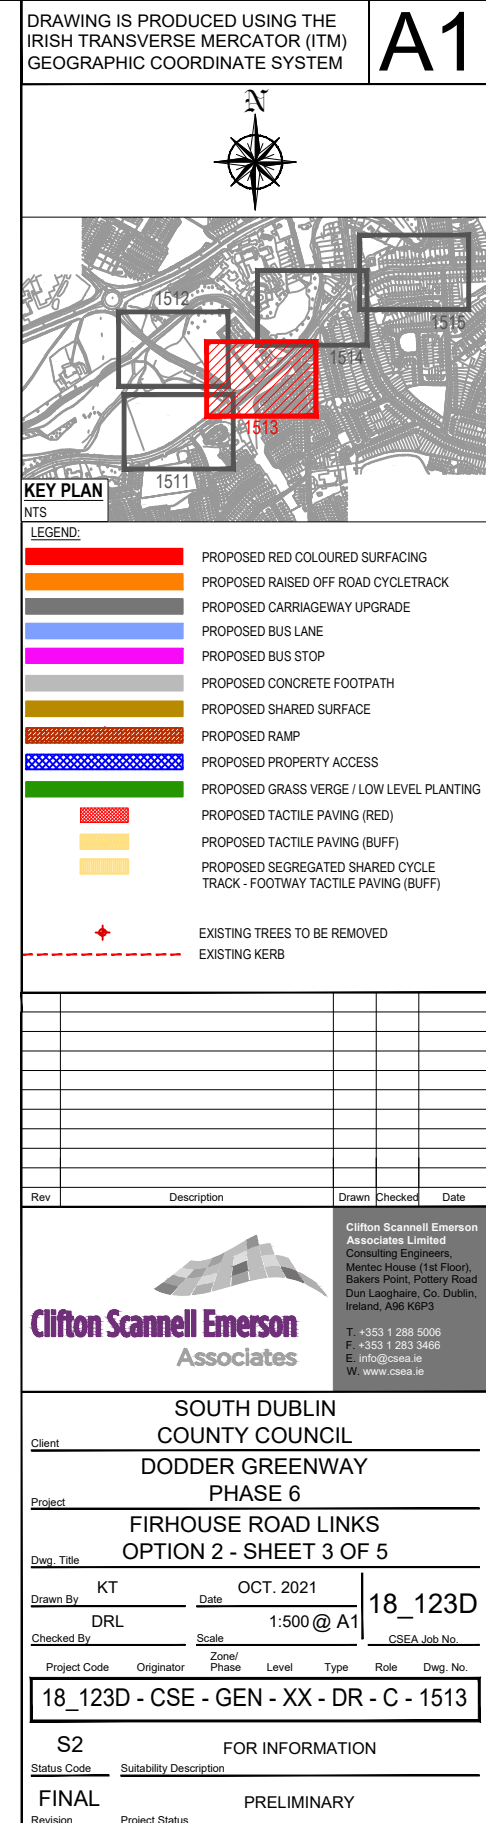 DRAWING IS PRODUCED USING THE
IRISH TRANSVERSE MERCATOR (ITM)
GEOGRAPHIC COORDINATE SYSTEM
A1
N
1512
1515
1514
1513
1511
KEY PLAN
NTS
LEGEND:
PROPOSED RED COLOURED SURFACING
PROPOSED RAISED OFF ROAD CYCLETRACK
PROPOSED CARRIAGEWAY UPGRADE
PROPOSED BUS LANE
PROPOSED BUS STOP
PROPOSED CONCRETE FOOTPATH
PROPOSED SHARED SURFACE
PROPOSED RAMP
PROPOSED PROPERTY ACCESS
PROPOSED GRASS VERGE / LOW LEVEL PLANTING
PROPOSED TACTILE PAVING (RED)
PROPOSED TACTILE PAVING (BUFF)
PROPOSED SEGREGATED SHARED CYCLE
TRACK - FOOTWAY TACTILE PAVING (BUFF)
EXISTING TREES TO BE REMOVED
EXISTING KERB
Rev Description Drawn Checked Date
Clifton Scannell Emerson
Associates
Clifton Scannell Emerson
Associates Limited
Consulting Engineers,
Mentec House (1st Floor),
Bakers Point, Pottery Road
Dun Laoghaire, Co. Dublin,
Ireland, A96 K6P3
T. +353 1 288 5006
F. +353 1 283 3466
E. info@csea.ie
W. www.csea.ie
SOUTH DUBLIN
Client COUNTY COUNCIL
DODDER GREENWAY
Project PHASE 6
FIRHOUSE ROAD LINKS
Dwg. Title OPTION 2 - SHEET 3 OF 5
Drawn By KT Date OCT. 2021
18_123D
DRL 1:500 @ A1
Checked By Scale CSEA Job No.
Project Code Originator Zone/
Phase Level Type Role Dwg. No.
18_123D - CSE - GEN - XX - DR - C - 1513
S2 FOR INFORMATION
Status Code Suitability Description
FINAL PRELIMINARY
Revision Project Status